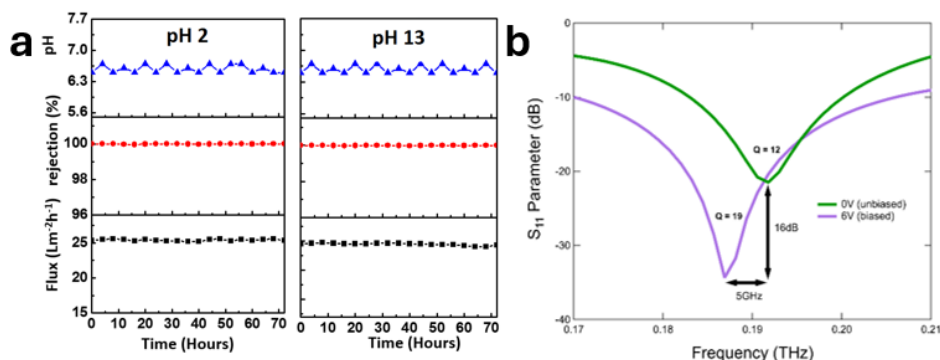 a
pH 2
pH 13
pH
7.7
7.0
6.3
5.6
rejection (%)
100
98
96
Flux (Lm⁻²h⁻¹)
25
20
15
0 10 20 30 40 50 60 70
0 10 20 30 40 50 60 70
Time (Hours)
Time (Hours)
b
S₁₁ Parameter (dB)
0
-10
-20
-30
-40
Q = 12
Q = 19
0V (unbiased)
6V (biased)
16dB
5GHz
0.17 0.18 0.19 0.20 0.21
Frequency (THz)